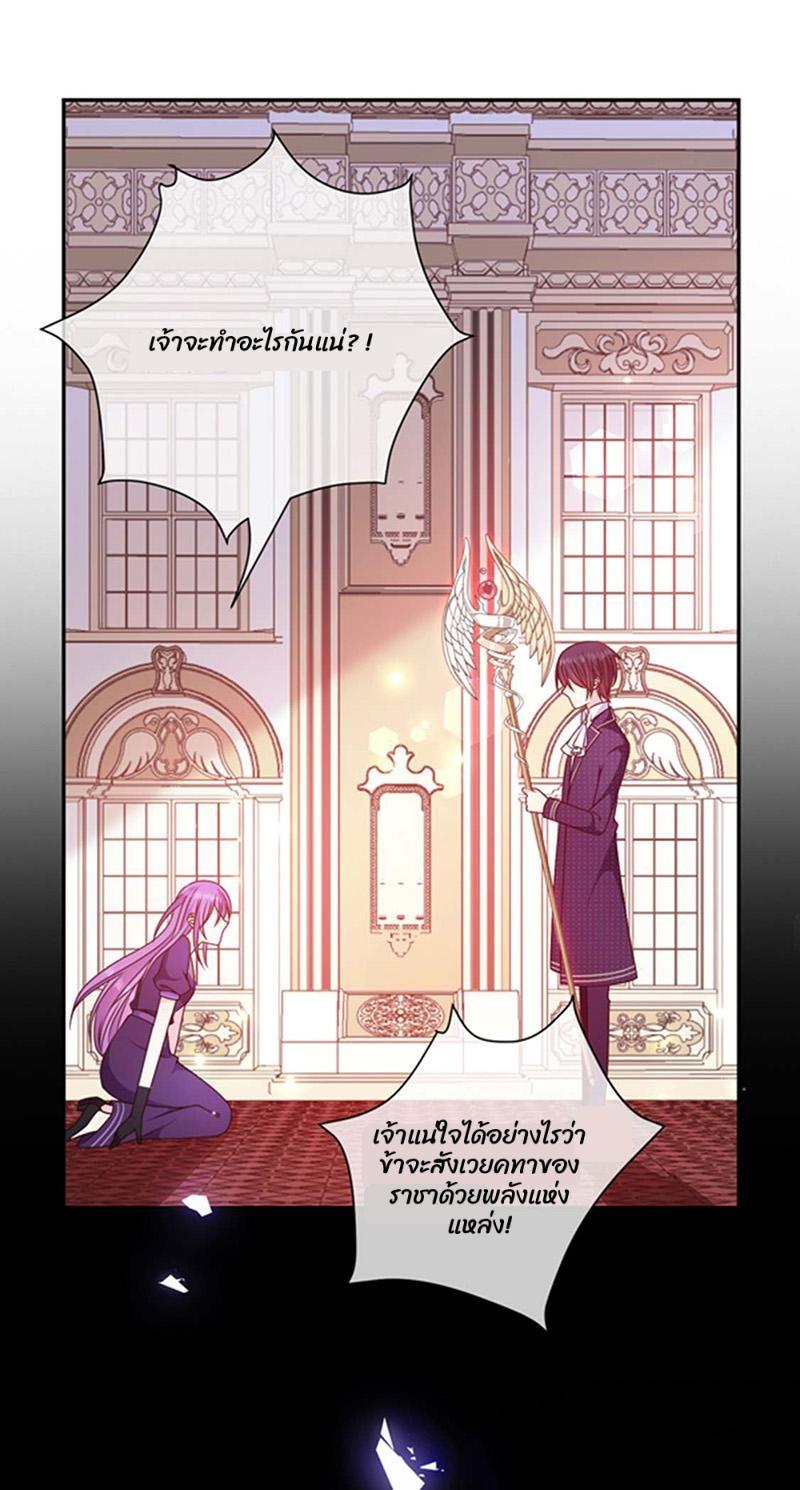 เจ้าจะทำอะไรกันแน่?!
เจ้าแน่ใจได้อย่างไรว่า
ข้าจะสังเวยคทาของ
ราชาด้วยพลังแห่ง
แหล่ง!